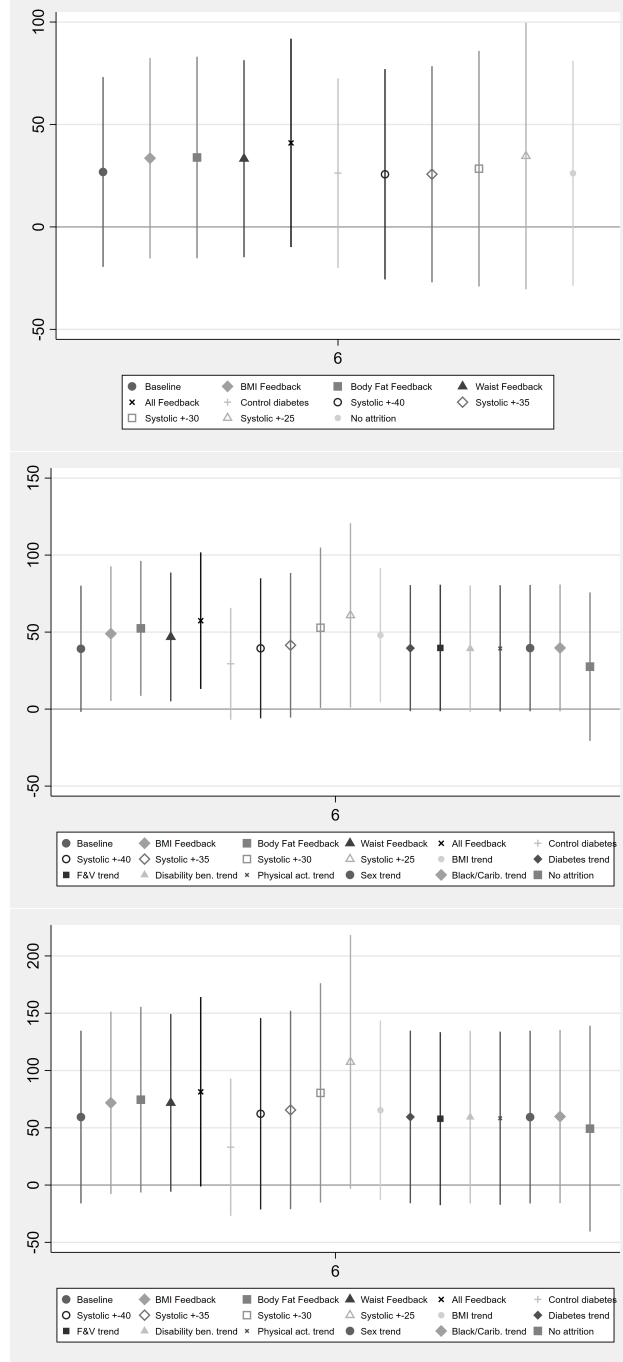 100
50
0
-50
6
Baseline BMI Feedback Body Fat Feedback Waist Feedback
All Feedback Control diabetes Systolic +-40 Systolic +-35
Systolic +-30 Systolic +-25 No attrition
150
100
50
0
-50
6
Baseline BMI Feedback Body Fat Feedback Waist Feedback All Feedback Control diabetes
Systolic +-40 Systolic +-35 Systolic +-30 Systolic +-25 BMI trend Diabetes trend
F&V trend Disability ben. trend Physical act. trend Sex trend Black/Carib. trend No attrition
200
150
100
50
0
-50
6
Baseline BMI Feedback Body Fat Feedback Waist Feedback All Feedback Control diabetes
Systolic +-40 Systolic +-35 Systolic +-30 Systolic +-25 BMI trend Diabetes trend
F&V trend Disability ben. trend Physical act. trend Sex trend Black/Carib. trend No attrition